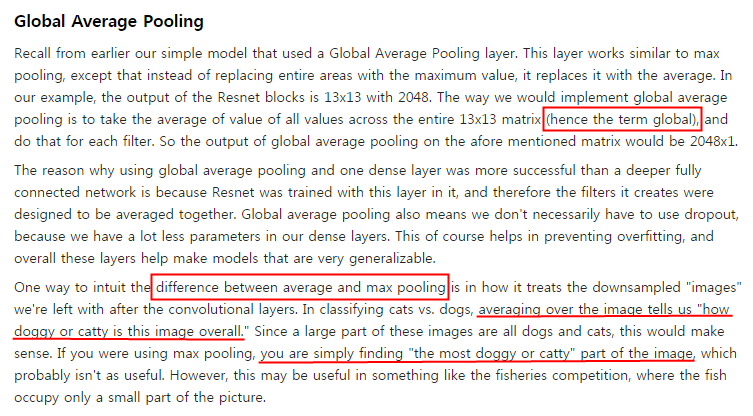 Global Average Pooling
Recall from earlier our simple model that used a Global Average Pooling layer. This layer works similar to max
pooling, except that instead of replacing entire areas with the maximum value, it replaces it with the average. In
our example, the output of the Resnet blocks is 13x13 with 2048. The way we would implement global average
pooling is to take the average of value of all values across the entire 13x13 matrix (hence the term global), and
do that for each filter. So the output of global average pooling on the afore mentioned matrix would be 2048x1.
The reason why using global average pooling and one dense layer was more successful than a deeper fully
connected network is because Resnet was trained with this layer in it, and therefore the filters it creates were
designed to be averaged together. Global average pooling also means we don't necessarily have to use dropout,
because we have a lot less parameters in our dense layers. This of course helps in preventing overfitting, and
overall these layers help make models that are very generalizable.
One way to intuit the difference between average and max pooling is in how it treats the downsampled "images"
we're left with after the convolutional layers. In classifying cats vs. dogs, averaging over the image tells us "how
doggy or catty is this image overall." Since a large part of these images are all dogs and cats, this would make
sense. If you were using max pooling, you are simply finding "the most doggy or catty" part of the image, which
probably isn't as useful. However, this may be useful in something like the fisheries competition, where the fish
occupy only a small part of the picture.